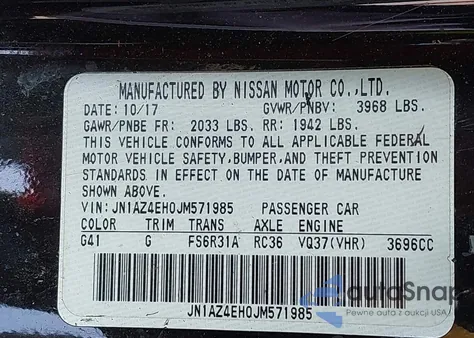 MANUFACTURED BY NISSAN MOTOR CO.,LTD.
DATE: 10/17 GVWR/PNBV: 3968 LBS.
GAWR/PNBE FR: 2033 LBS. RR: 1942 LBS.
THIS VEHICLE CONFORMS TO ALL APPLICABLE FEDERAL
MOTOR VEHICLE SAFETY, BUMPER, AND THEFT PREVENTION
STANDARDS IN EFFECT ON THE DATE OF MANUFACTURE
SHOWN ABOVE.
VIN: JN1AZ4EH0JM571985 PASSENGER CAR
COLOR TRIM TRANS AXLE ENGINE
G41 G FS6R31A RC36 VQ37(VHR) 3696CC
JN1AZ4EH0JM571985
autoSnap
Pewne auta z USA